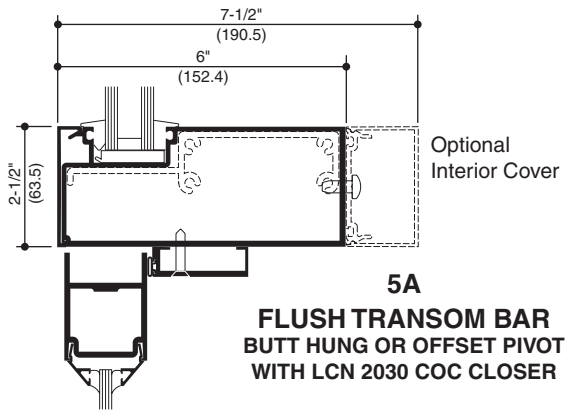 7-1/2"
(190.5)
6"
(152.4)
2-1/2"
(63.5)
Optional
Interior Cover
5A
FLUSH TRANSOM BAR
BUTT HUNG OR OFFSET PIVOT
WITH LCN 2030 COC CLOSER